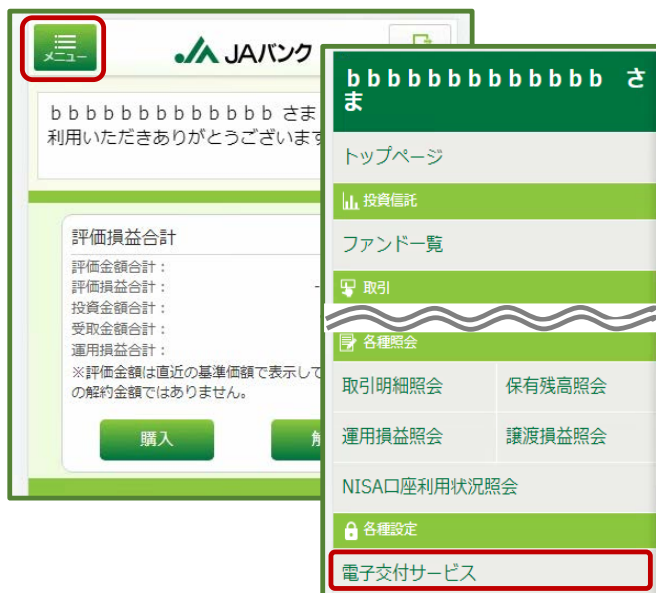 メニュー
JAバンク
ｂｂｂｂｂｂｂｂｂｂｂｂｂ さま
利用いただきありがとうございます
評価損益合計
評価金額合計：
評価損益合計：
投資金額合計：
受取金額合計：
運用損益合計：
※評価金額は直近の基準価額で表示して
の解約金額ではありません。
購入
ｂｂｂｂｂｂｂｂｂｂｂｂｂ さ
ま
トップページ
投資信託
ファンド一覧
取引
各種照会
取引明細照会 保有残高照会
運用損益照会 譲渡損益照会
NISA口座利用状況照会
各種設定
電子交付サービス